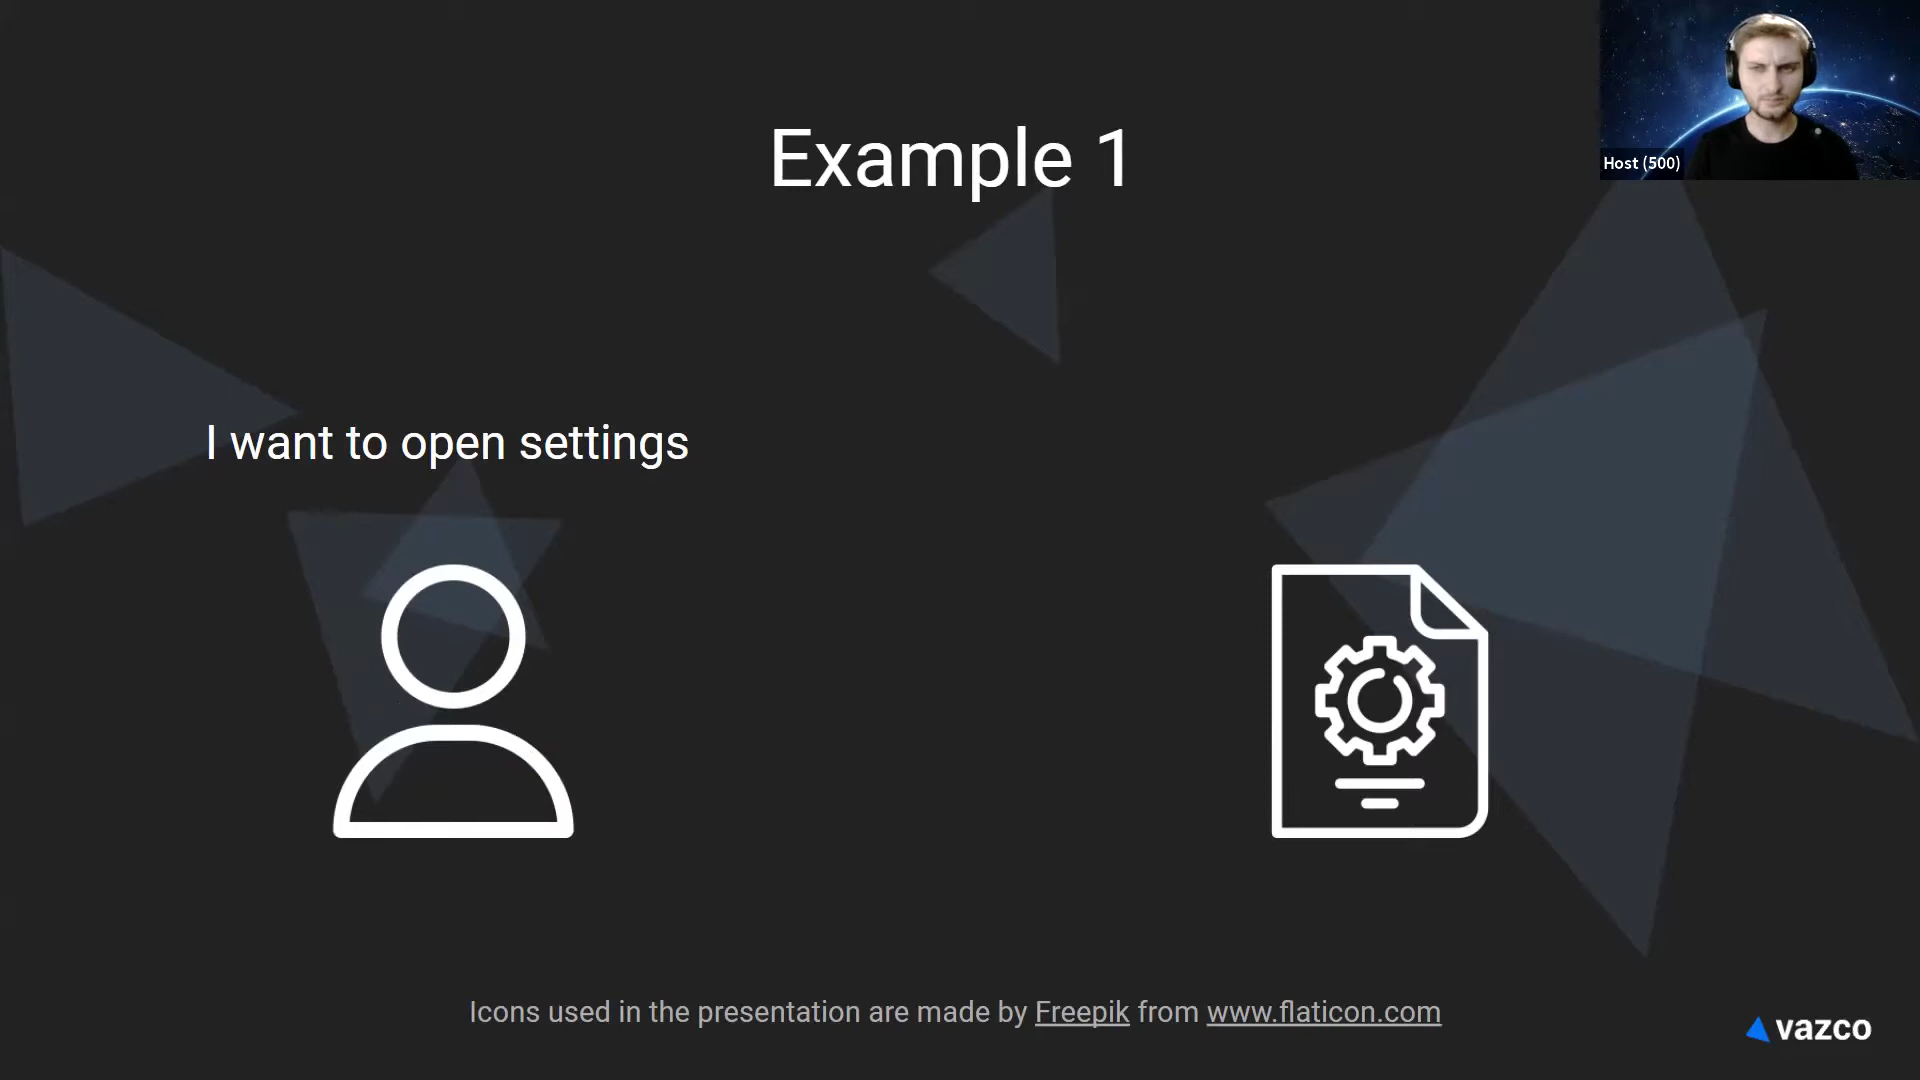 Host (500)
Example 1
I want to open settings
Icons used in the presentation are made by Freepik from www.flaticon.com
vazco